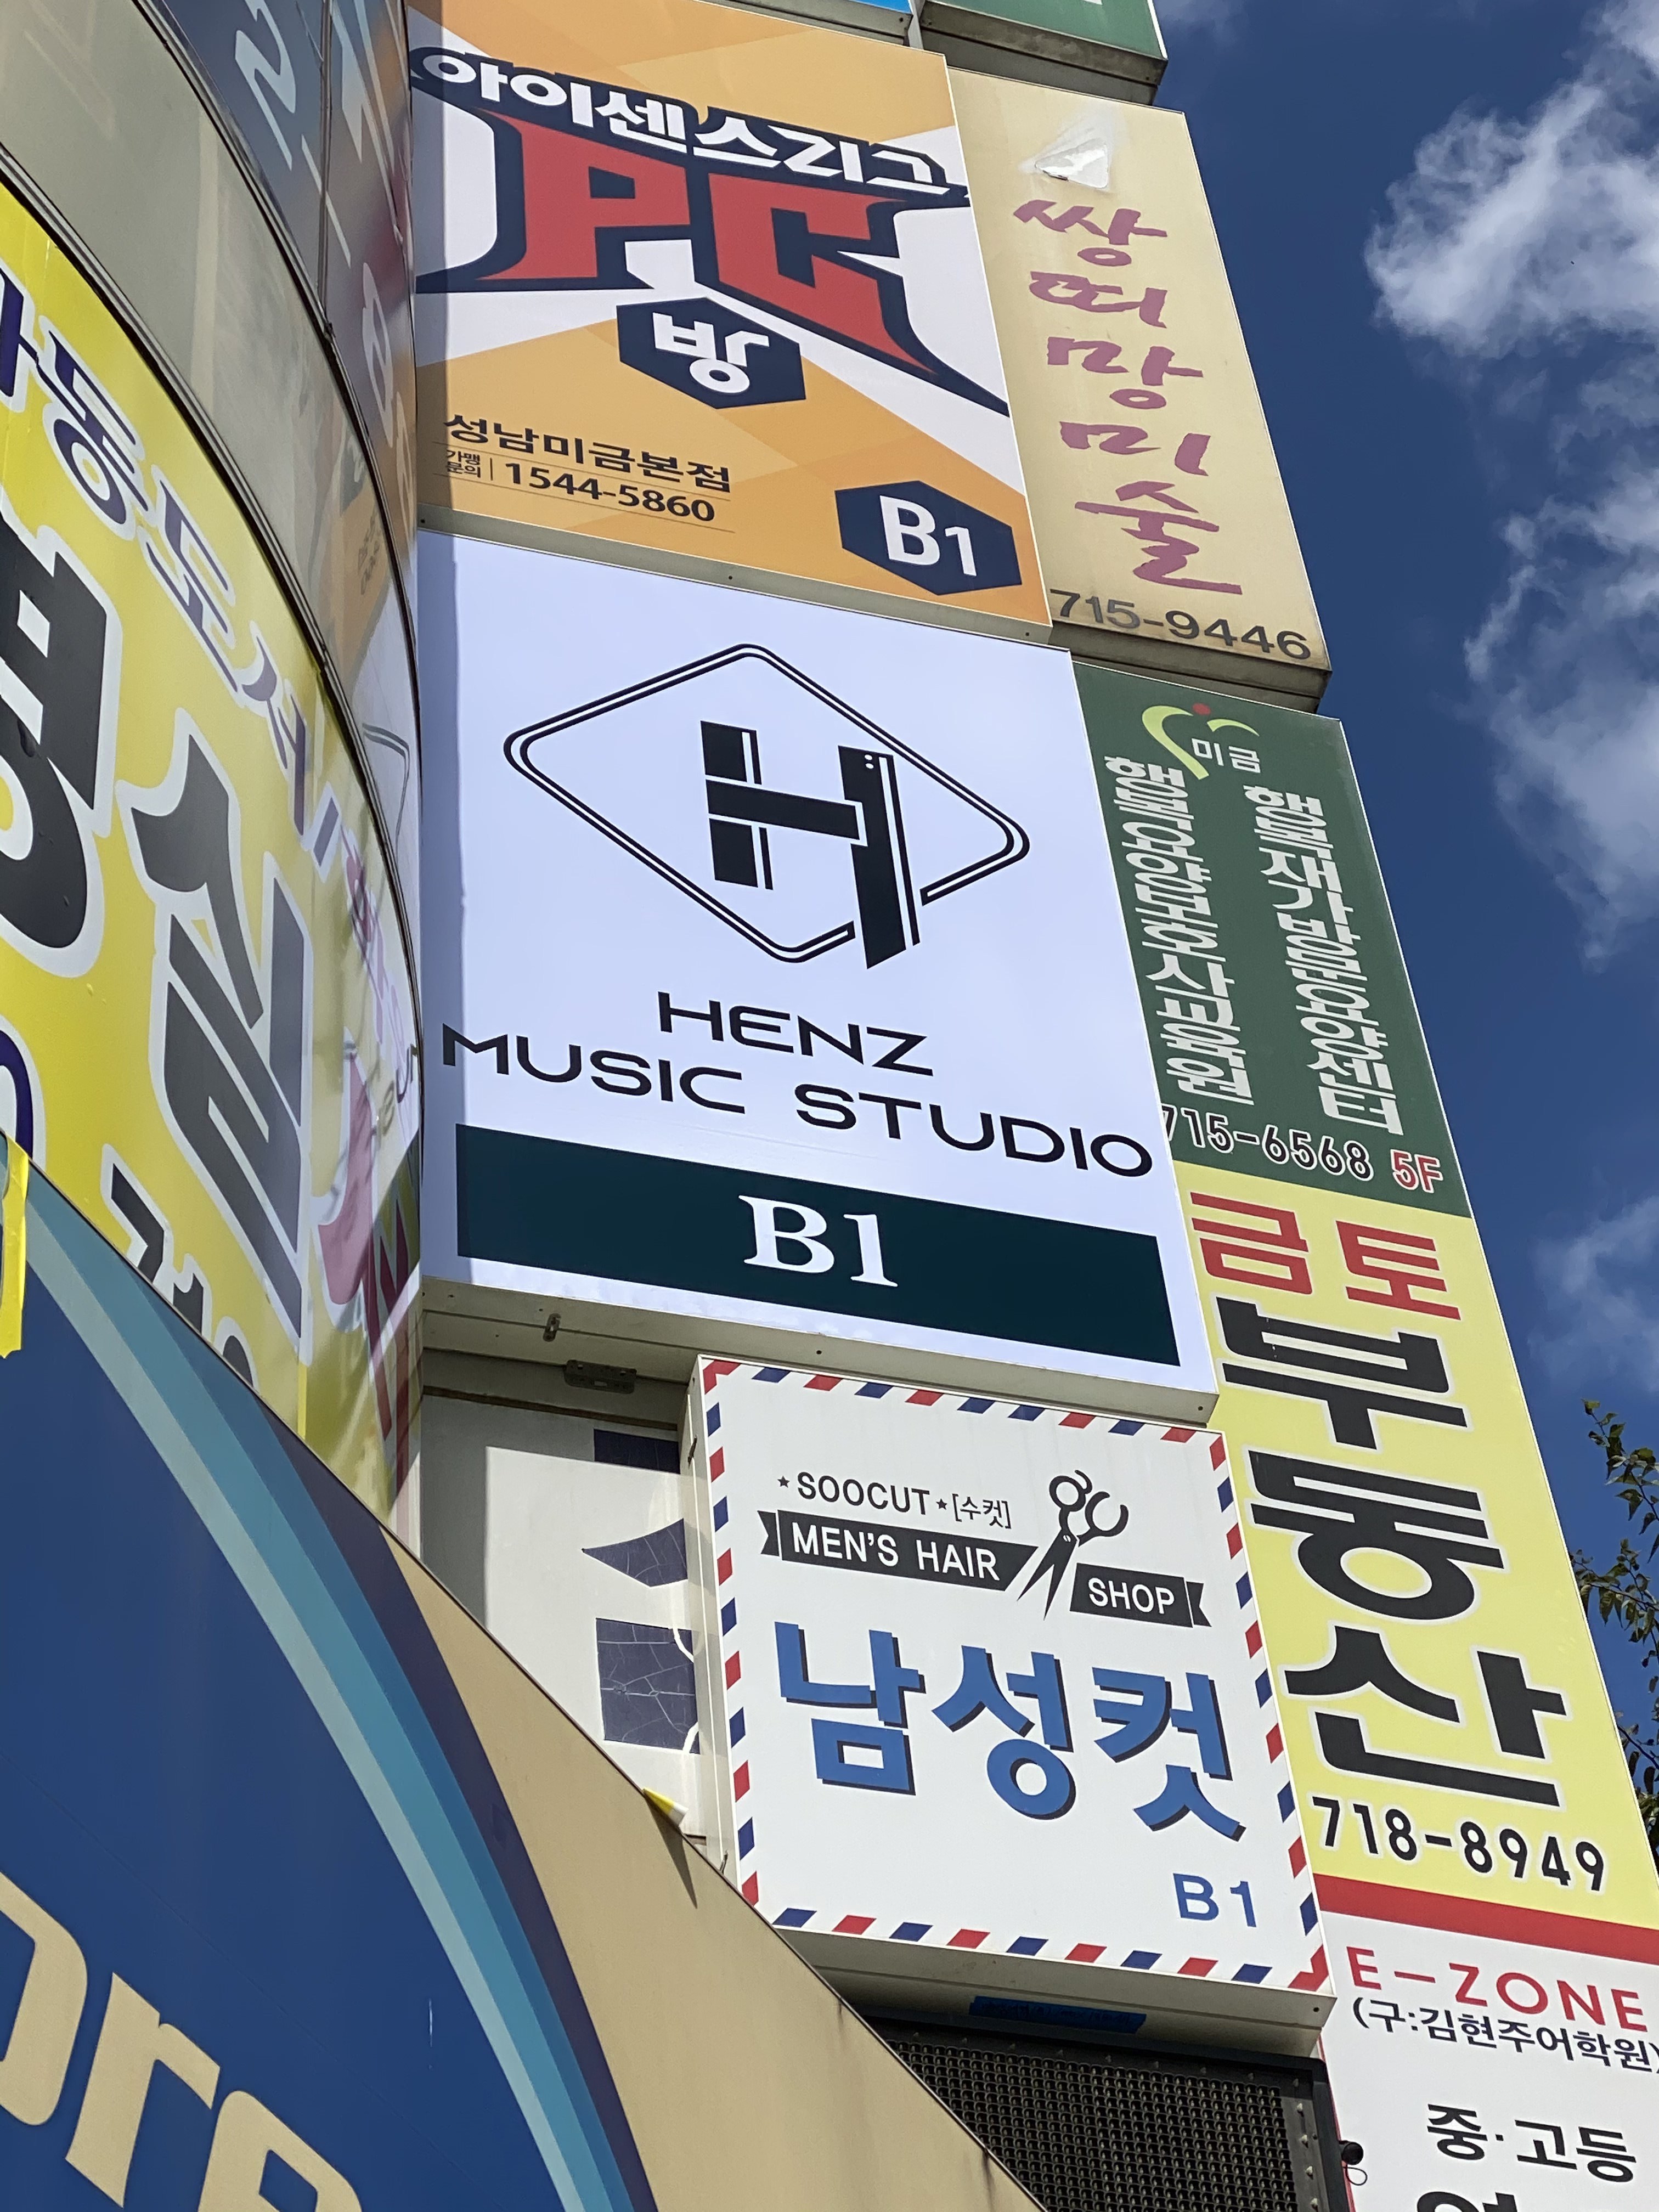 아이센스리그
PC
방
성남미금본점
가맹문의 1544-5860
B1
쌍떠망미술
715-9446
HENZ
MUSIC STUDIO
B1
미금
행복요양보호사교육원
행복재가방문요양센터
715-6568 5F
금토
부동산
718-8949
SOOCUT [수컷]
MEN'S HAIR SHOP
남성컷
B1
E-ZONE
(구:김현주어학원)
중·고등